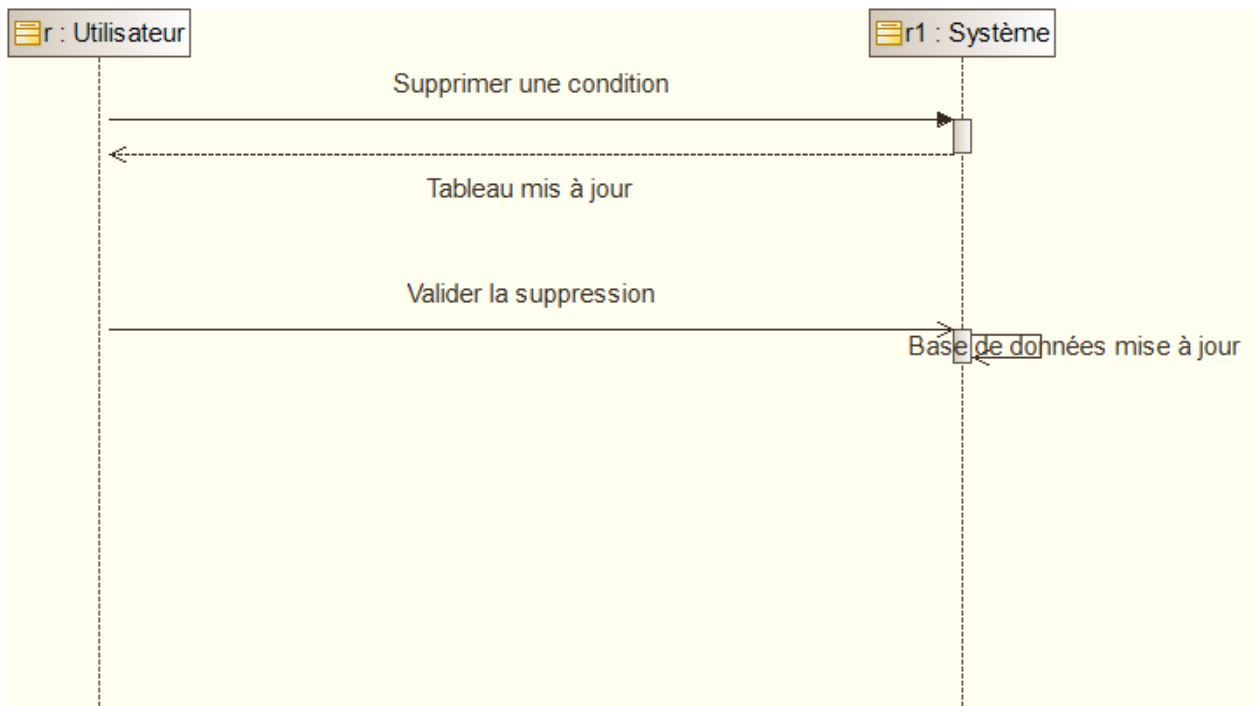 r : Utilisateur
r1 : Système
Supprimer une condition
Tableau mis à jour
Valider la suppression
Base de données mise à jour